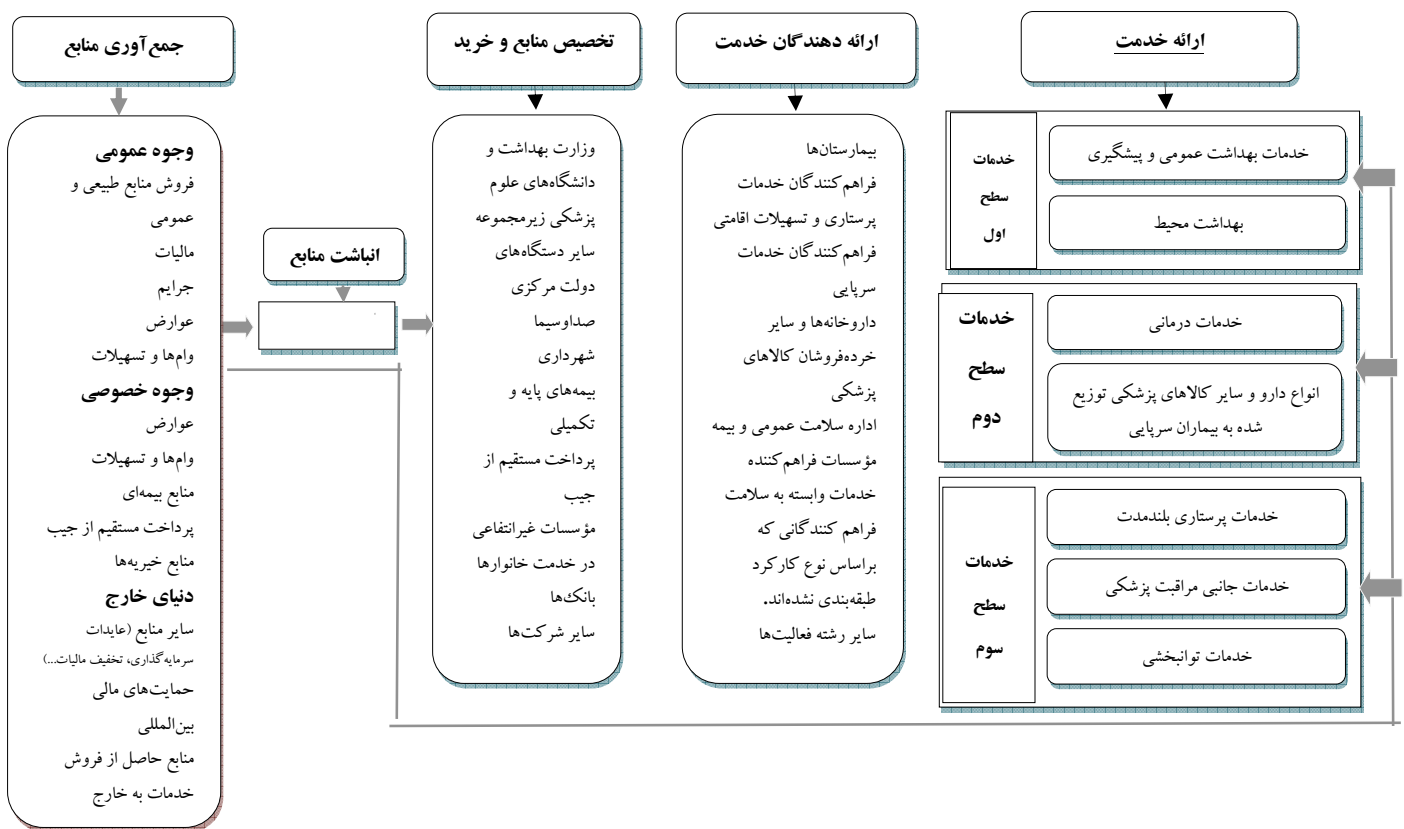 جمع‌آوری منابع
وجوه عمومی
فروش منابع طبیعی و
عمومی
مالیات
جرایم
عوارض
وام‌ها و تسهیلات
وجوه خصوصی
عوارض
وام‌ها و تسهیلات
منابع بیمه‌ای
پرداخت مستقیم از جیب
منابع خیریه‌ها
دنیای خارج
سایر منابع (عایدات
سرمایه‌گذاری، تخفیف مالیات...)
حمایت‌های مالی
بین‌المللی
منابع حاصل از فروش
خدمات به خارج
انباشت منابع
تخصیص منابع و خرید
وزارت بهداشت و
دانشگاه‌های علوم
پزشکی زیرمجموعه
سایر دستگاه‌های
دولت مرکزی
صداوسیما
شهرداری
بیمه‌های پایه و
تکمیلی
پرداخت مستقیم از
جیب
مؤسسات غیرانتفاعی
در خدمت خانوارها
بانک‌ها
سایر شرکت‌ها
ارائه دهندگان خدمت
بیمارستان‌ها
فراهم‌کنندگان خدمات
پرستاری و تسهیلات اقامتی
فراهم‌کنندگان خدمات
سرپایی
داروخانه‌ها و سایر
خرده‌فروشان کالاهای
پزشکی
اداره سلامت عمومی و بیمه
مؤسسات فراهم‌کننده
خدمات وابسته به سلامت
فراهم کنندگانی که
براساس نوع کارکرد
طبقه‌بندی نشده‌اند.
سایر رشته فعالیت‌ها
ارائه خدمت
خدمات
سطح
اول
خدمات بهداشت عمومی و پیشگیری
بهداشت محیط
خدمات
سطح
دوم
خدمات درمانی
انواع دارو و سایر کالاهای پزشکی توزیع
شده به بیماران سرپایی
خدمات
سطح
سوم
خدمات پرستاری بلندمدت
خدمات جانبی مراقبت پزشکی
خدمات توانبخشی